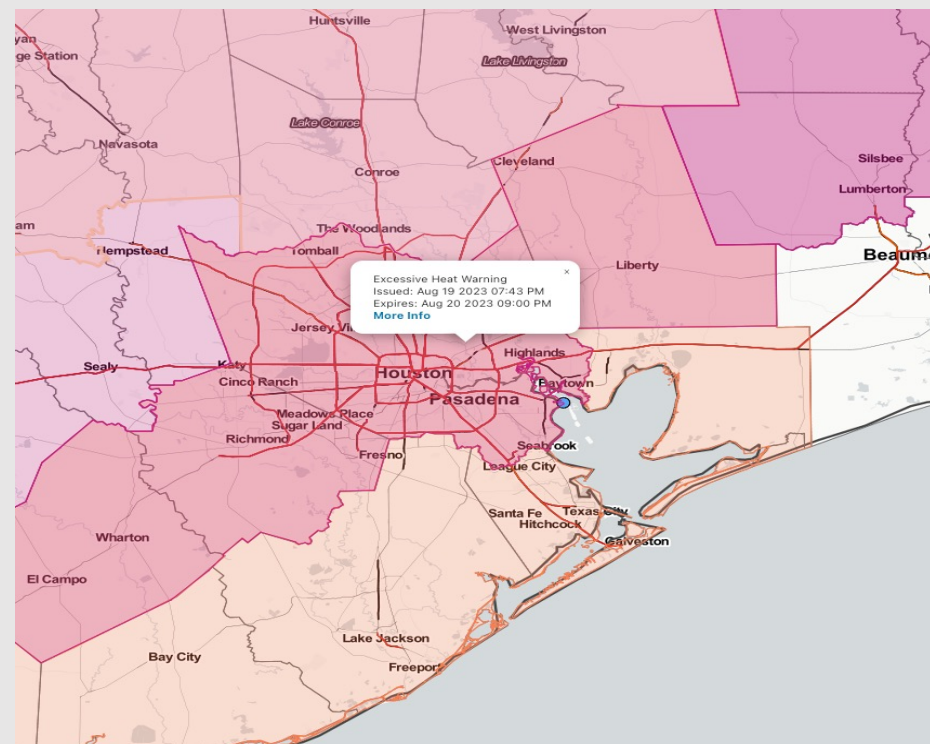 Huntsville
West Livingston
yan
ge Station
Lake Livingston
Lake Conroe
Navasota
Cleveland
Conroe
Silsbee
Lumberton
am
The Woodlands
Hempstead
Tomball
Beaum
Liberty
×
Excessive Heat Warning
Issued: Aug 19 2023 07:43 PM
Expires: Aug 20 2023 09:00 PM
More Info
Jersey Vi
Highlands
Sealy
Katy
Houston
Cinco Ranch
Baytown
Pasadena
Meadows Place
Sugar Land
Richmond
Seabrook
Fresno
League City
Santa Fe
Texas City
Hitchcock
Wharton
Galveston
El Campo
Lake Jackson
Bay City
Freeport